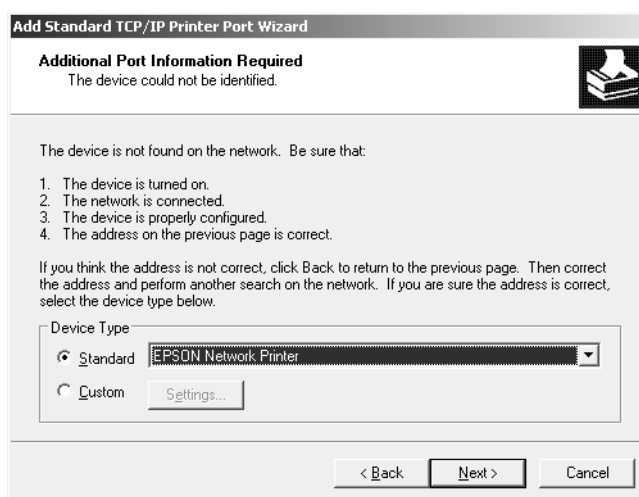 Add Standard TCP/IP Printer Port Wizard
Additional Port Information Required
The device could not be identified.
The device is not found on the network. Be sure that:
1. The device is turned on.
2. The network is connected.
3. The device is properly configured.
4. The address on the previous page is correct.
If you think the address is not correct, click Back to return to the previous page. Then correct
the address and perform another search on the network. If you are sure the address is correct,
select the device type below.
Device Type
Standard EPSON Network Printer
Custom Settings...
< Back Next > Cancel